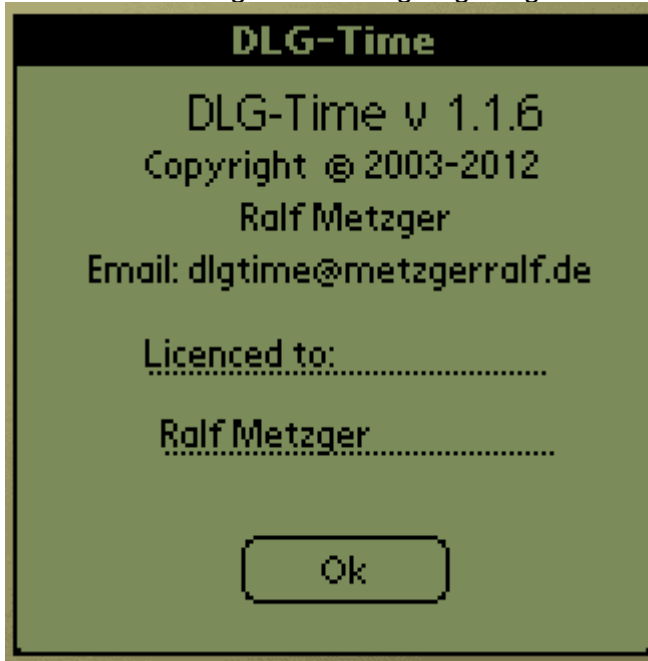 DLG-Time
DLG-Time v 1.1.6
Copyright © 2003-2012
Ralf Metzger
Email: dlgtime@metzgerralf.de
Licenced to:
Ralf Metzger
Ok